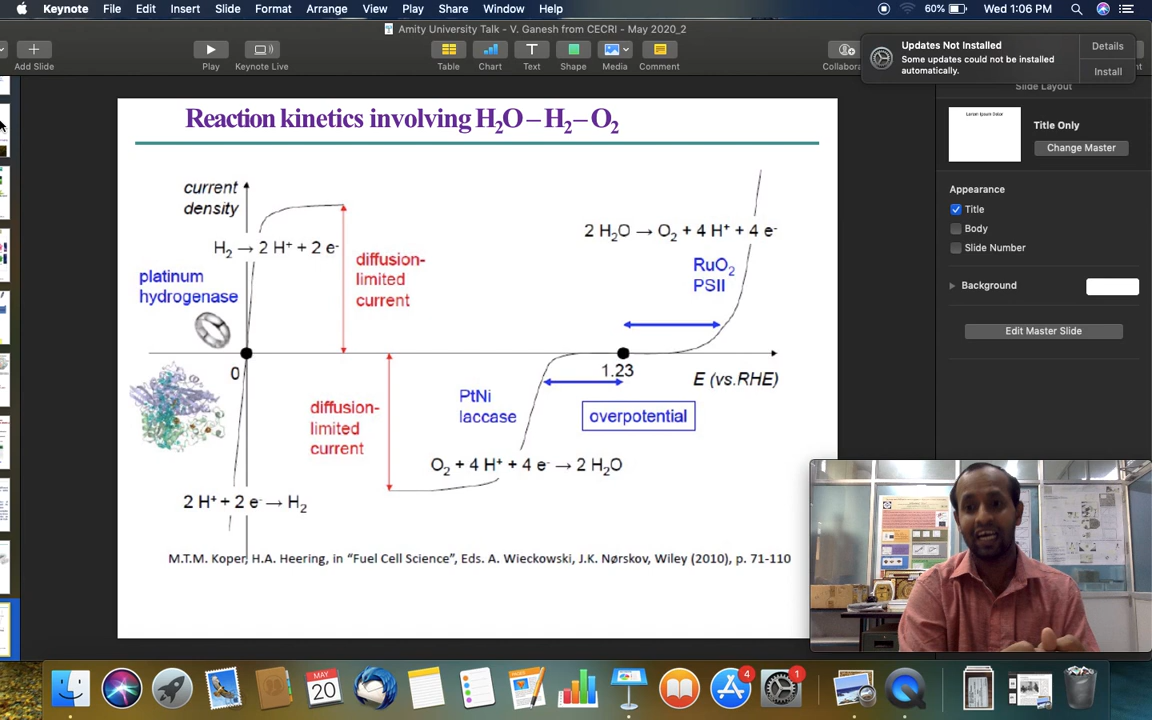 Keynote File Edit Insert Slide Format Arrange Play View Share Window Help 60% Wed 1:06 PM
Amity University Talk - V. Ganesh from CECRI - May 2020_2
Add Slide Play Keynote Live Table Chart Text Shape Media Comment Collabora
Updates Not Installed
Some updates could not be installed
automatically.
Details
Install
Slide Layout
Title Only
Change Master
Appearance
Title
Body
Slide Number
Background
Edit Master Slide
Reaction kinetics involving H₂O – H₂ – O₂
current
density
H₂ → 2 H⁺ + 2 e⁻
platinum
hydrogenase
diffusion-
limited
current
2 H₂O → O₂ + 4 H⁺ + 4 e⁻
RuO₂
PSII
0
1.23
E (vs.RHE)
PtNi
laccase
overpotential
diffusion-
limited
current
O₂ + 4 H⁺ + 4 e⁻ → 2 H₂O
2 H⁺ + 2 e⁻ → H₂
M.T.M. Koper, H.A. Heering, in "Fuel Cell Science", Eds. A. Wieckowski, J.K. Nørskov, Wiley (2010), p. 71-110
MAY
20
4
1